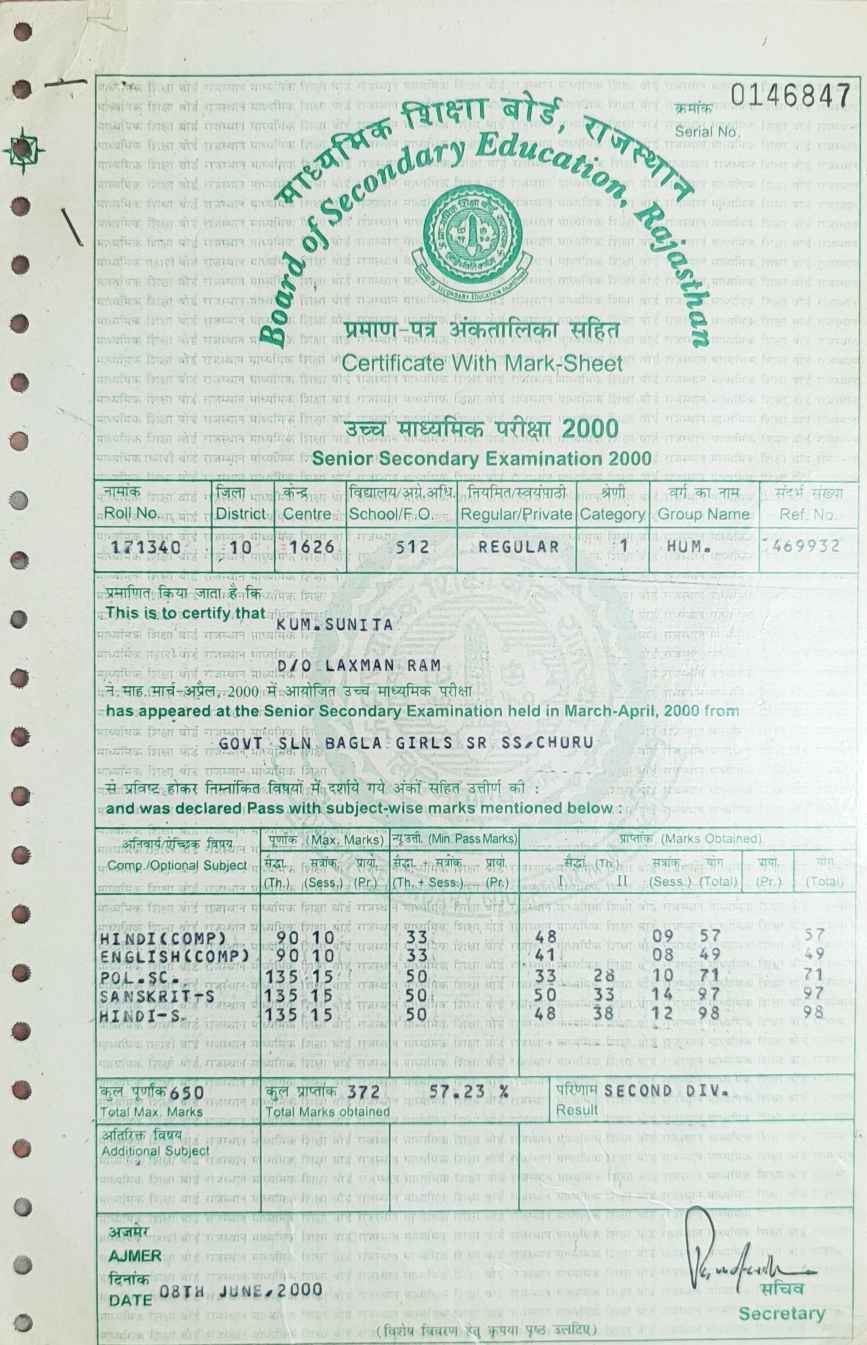 क्रमांक 0146847
Serial No.
माध्यमिक शिक्षा बोर्ड, राजस्थान
Board of Secondary Education, Rajasthan
प्रमाण-पत्र अंकतालिका सहित
Certificate With Mark-Sheet
उच्च माध्यमिक परीक्षा 2000
Senior Secondary Examination 2000
नामांक जिला केन्द्र विद्यालय/अग्रे.अधि. नियमित/स्वयंपाठी श्रेणी वर्ग का नाम संदर्भ संख्या
Roll No. District Centre School/F.O. Regular/Private Category Group Name Ref. No.
171340 10 1626 512 REGULAR 1 HUM. 469932
प्रमाणित किया जाता है कि
This is to certify that KUM.SUNITA
D/O LAXMAN RAM
ने माह मार्च-अप्रैल, 2000 में आयोजित उच्च माध्यमिक परीक्षा
has appeared at the Senior Secondary Examination held in March-April, 2000 from
GOVT SLN BAGLA GIRLS SR SS,CHURU
से प्रविष्ट होकर निम्नांकित विषयों में दर्शाये गये अंकों सहित उत्तीर्ण की :
and was declared Pass with subject-wise marks mentioned below :
अनिवार्य/ऐच्छिक विषय पूर्णांक (Max. Marks) न्यू.उत्ती. (Min. Pass Marks) प्राप्तांक (Marks Obtained)
Comp./Optional Subject सैद्धा. सत्रांक प्रायो. सैद्धा. + सत्रांक प्रायो. सैद्धां. (Th.) सत्रांक योग प्रायो. योग
(Th.) (Sess.) (Pr.) (Th. + Sess.) (Pr.) I II (Sess.) (Total) (Pr.) (Total)
HINDI(COMP) 90 10 33 48 09 57 57
ENGLISH(COMP) 90 10 33 41 08 49 49
POL.SC. 135 15 50 33 28 10 71 71
SANSKRIT-S 135 15 50 50 33 14 97 97
HINDI-S. 135 15 50 48 38 12 98 98
कुल पूर्णांक 650 कुल प्राप्तांक 372 57.23 % परिणाम SECOND DIV.
Total Max. Marks Total Marks obtained Result
अतिरिक्त विषय
Additional Subject
अजमेर
AJMER
दिनांक
DATE 08TH JUNE,2000
सचिव
Secretary
(विशेष विवरण हेतु कृपया पृष्ठ उलटिए)